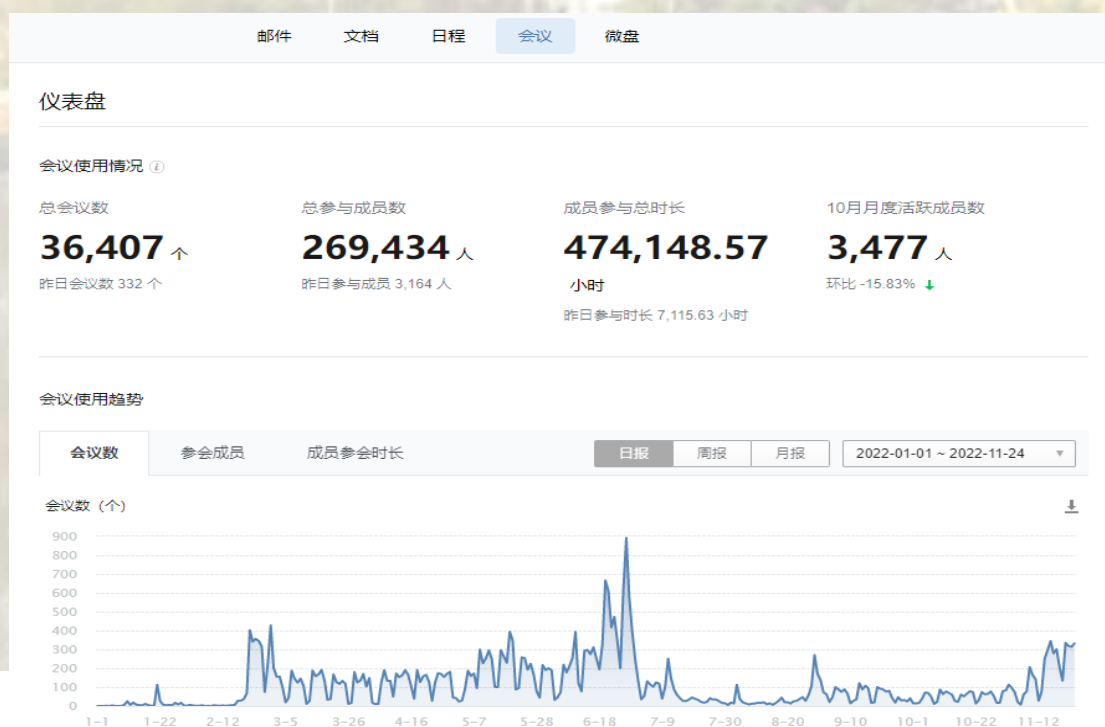 邮件 文档 日程 会议 微盘
仪表盘
会议使用情况
总会议数 总参与成员数 成员参与总时长 10月月度活跃成员数
36,407 个 269,434 人 474,148.57 3,477 人
昨日会议数 332 个 昨日参与成员 3,164 人 小时 环比 -15.83%
昨日参与时长 7,115.63 小时
会议使用趋势
会议数 参会成员 成员参会时长 日报 周报 月报 2022-01-01 ~ 2022-11-24
会议数（个）
900
800
700
600
500
400
300
200
100
0
1-1 1-22 2-12 3-5 3-26 4-16 5-7 5-28 6-18 7-9 7-30 8-20 9-10 10-1 10-22 11-12